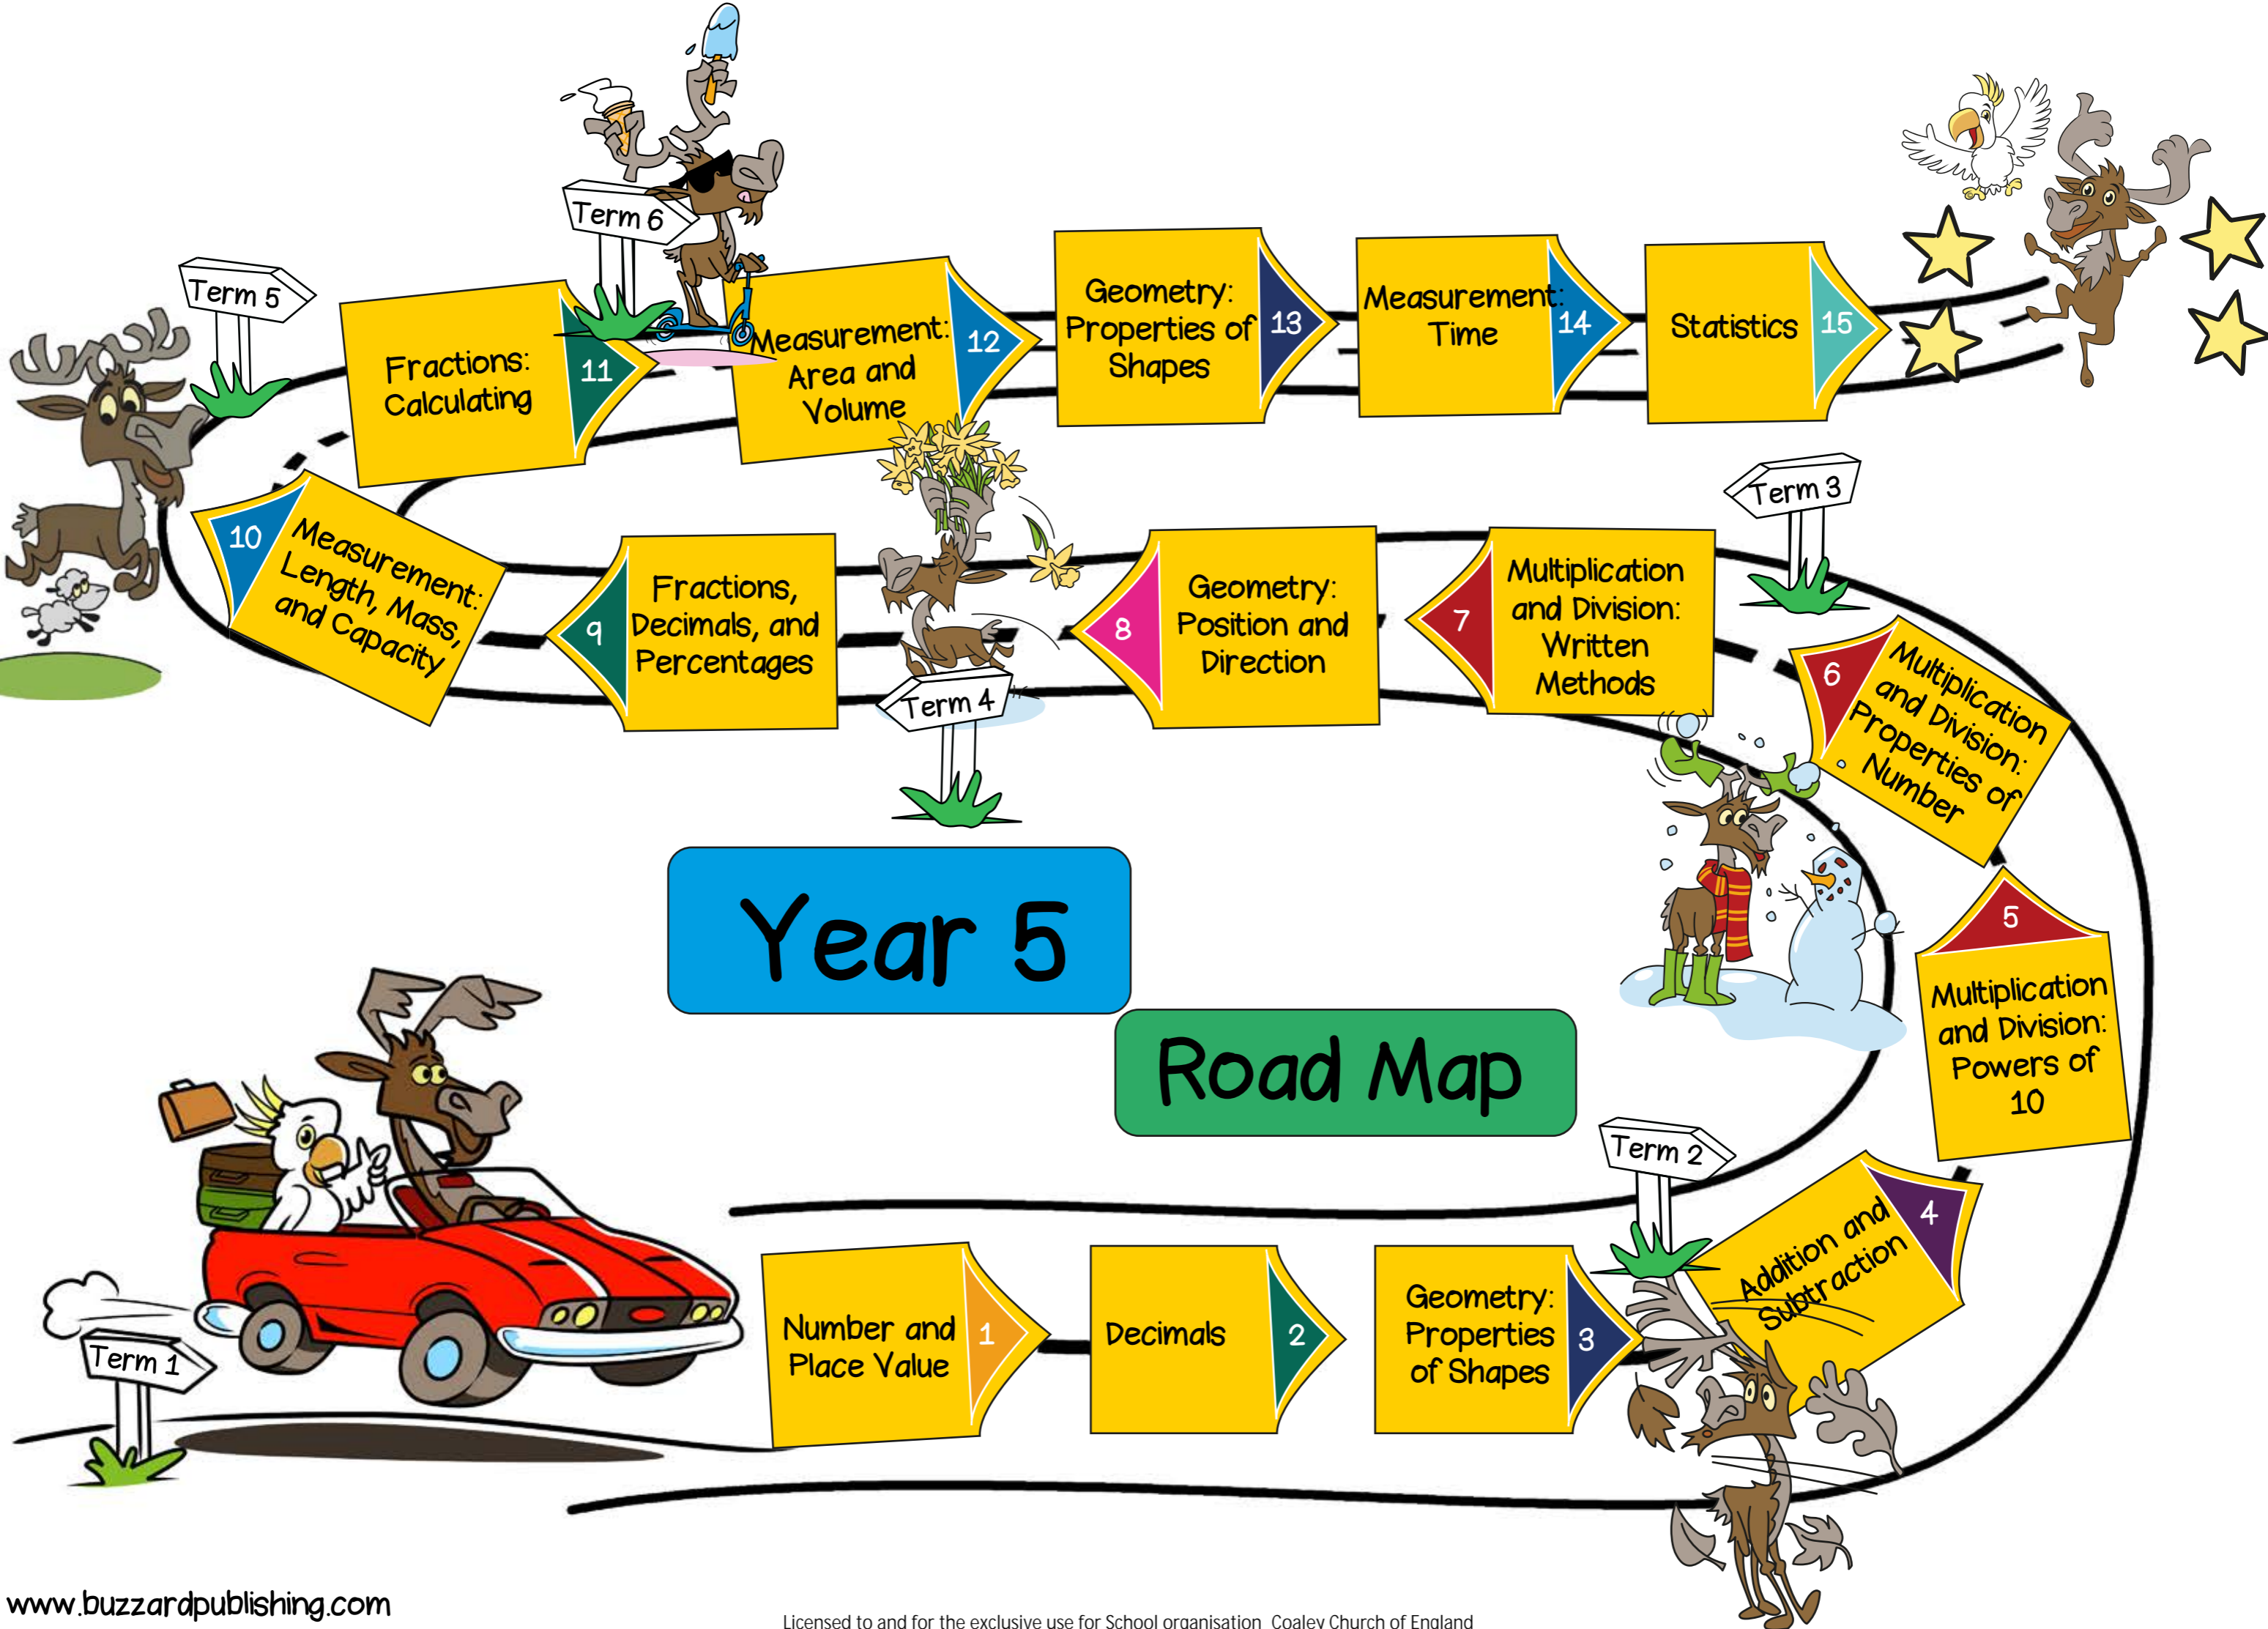 Year 5
Road Map
Term 1
Number and
Place Value
1
Decimals
2
Geometry:
Properties
of Shapes
3
Term 2
Addition and
Subtraction
4
Multiplication
and Division:
Powers of
10
5
Multiplication
and Division:
Properties of
Number
6
Term 3
Multiplication
and Division:
Written
Methods
7
Geometry:
Position and
Direction
8
Term 4
Fractions,
Decimals, and
Percentages
9
Measurement:
Length, Mass,
and Capacity
10
Term 5
Fractions:
Calculating
11
Term 6
Measurement:
Area and
Volume
12
Geometry:
Properties of
Shapes
13
Measurement:
Time
14
Statistics
15
www.buzzardpublishing.com
Licensed to and for the exclusive use for School organisation Coaley Church of England